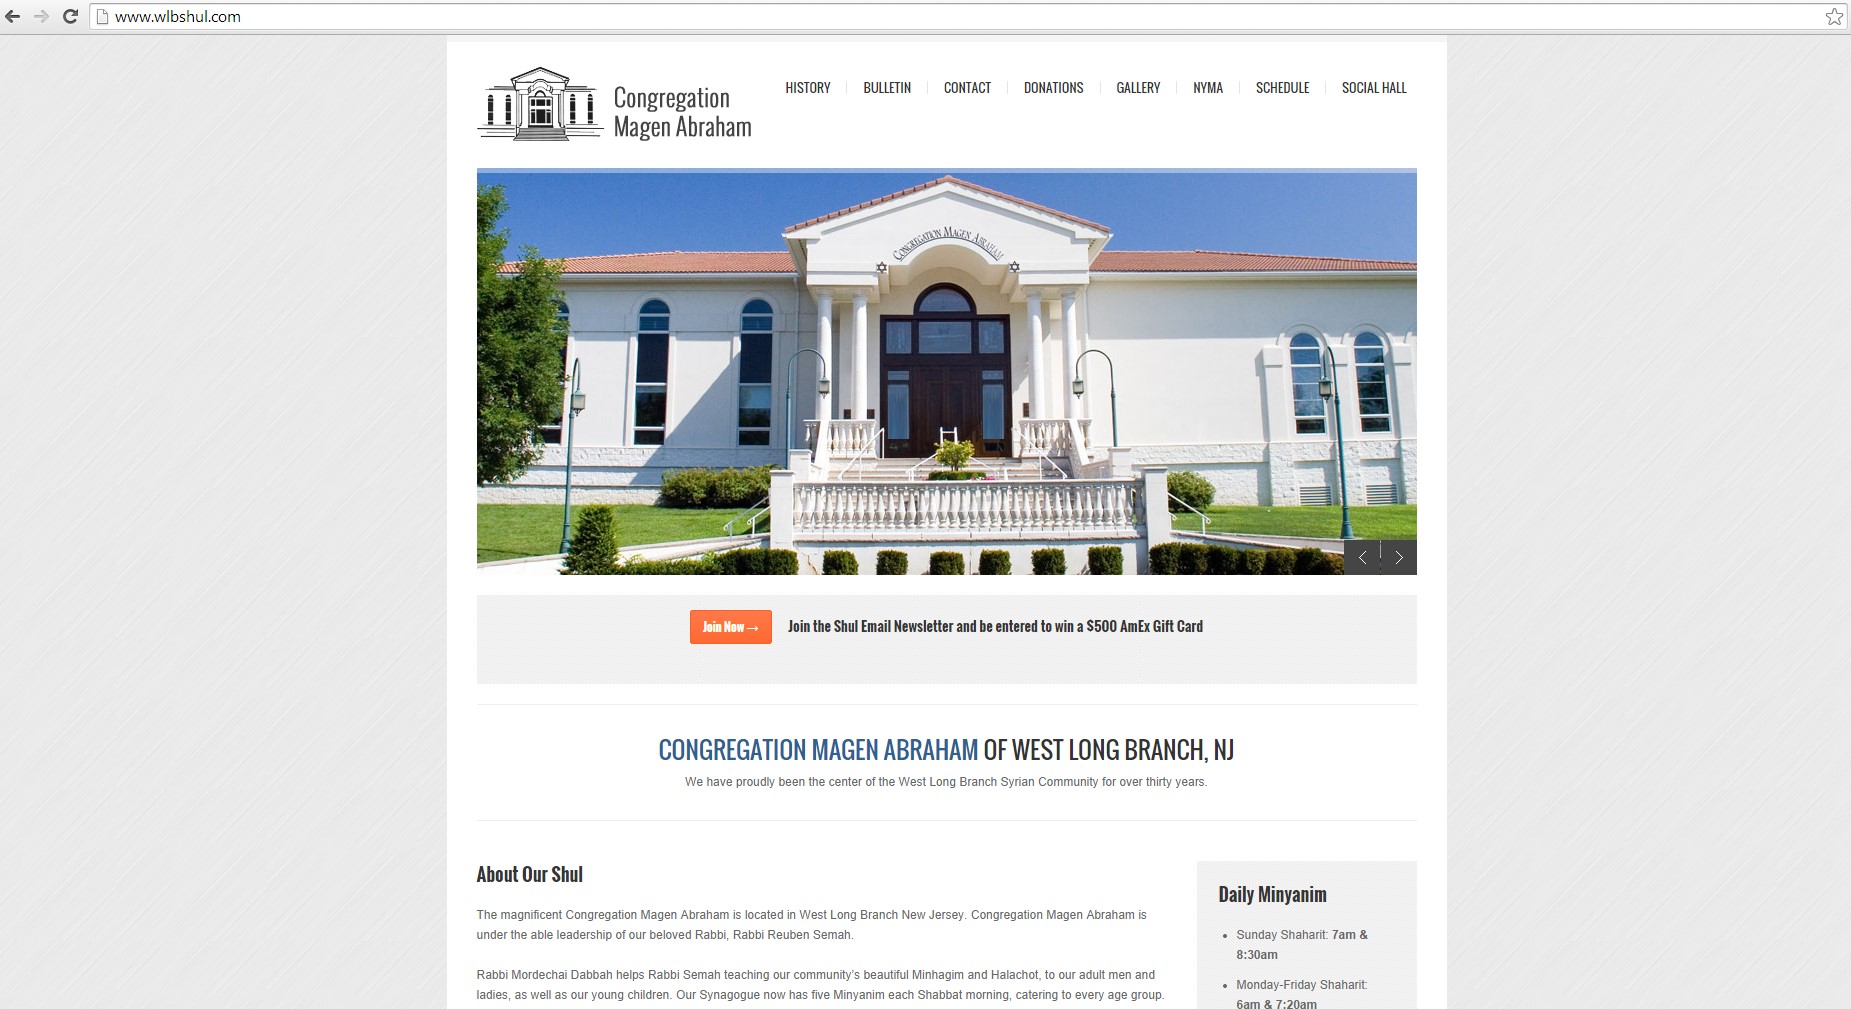 www.wlbshul.com
Congregation
Magen Abraham
HISTORY BULLETIN CONTACT DONATIONS GALLERY NYMA SCHEDULE SOCIAL HALL
CONGREGATION MAGEN ABRAHAM
Join Now → Join the Shul Email Newsletter and be entered to win a $500 AmEx Gift Card
CONGREGATION MAGEN ABRAHAM OF WEST LONG BRANCH, NJ
We have proudly been the center of the West Long Branch Syrian Community for over thirty years.
About Our Shul
The magnificent Congregation Magen Abraham is located in West Long Branch New Jersey. Congregation Magen Abraham is
under the able leadership of our beloved Rabbi, Rabbi Reuben Semah.
Rabbi Mordechai Dabbah helps Rabbi Semah teaching our community's beautiful Minhagim and Halachot, to our adult men and
ladies, as well as our young children. Our Synagogue now has five Minyanim each Shabbat morning, catering to every age group.
Daily Minyanim
• Sunday Shaharit: 7am &
8:30am
• Monday-Friday Shaharit:
6am & 7:20am